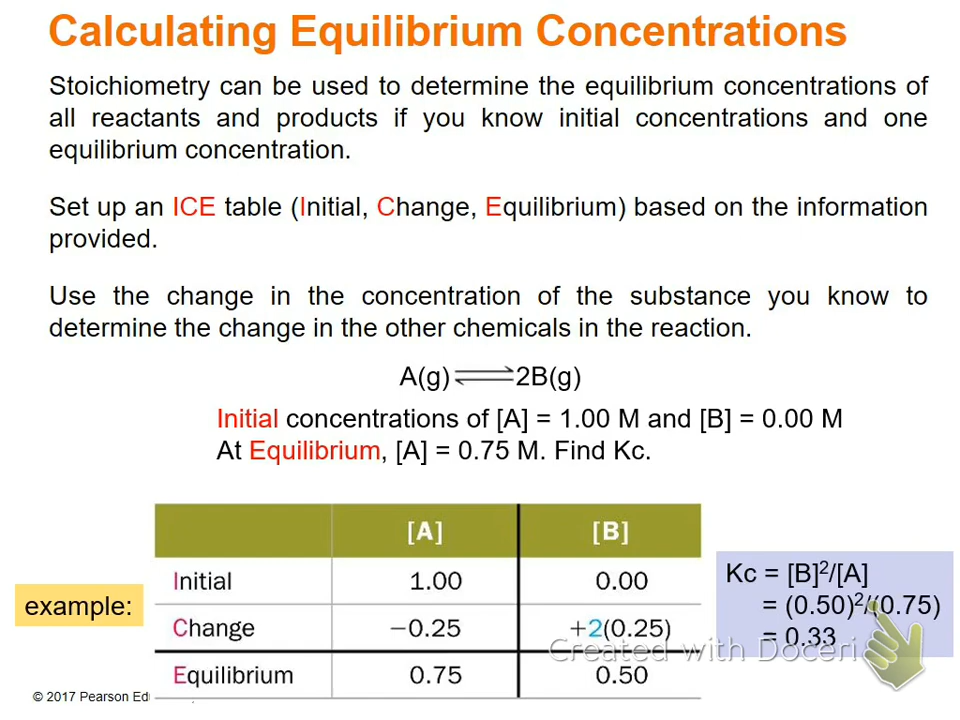 Calculating Equilibrium Concentrations
Stoichiometry can be used to determine the equilibrium concentrations of
all reactants and products if you know initial concentrations and one
equilibrium concentration.
Set up an ICE table (Initial, Change, Equilibrium) based on the information
provided.
Use the change in the concentration of the substance you know to
determine the change in the other chemicals in the reaction.
A(g) ⇌ 2B(g)
Initial concentrations of [A] = 1.00 M and [B] = 0.00 M
At Equilibrium, [A] = 0.75 M. Find Kc.
[A] [B]
Initial 1.00 0.00
Change −0.25 +2(0.25)
Equilibrium 0.75 0.50
example:
Kc = [B]²/[A]
= (0.50)²/(0.75)
= 0.33
Created with Doceri
© 2017 Pearson